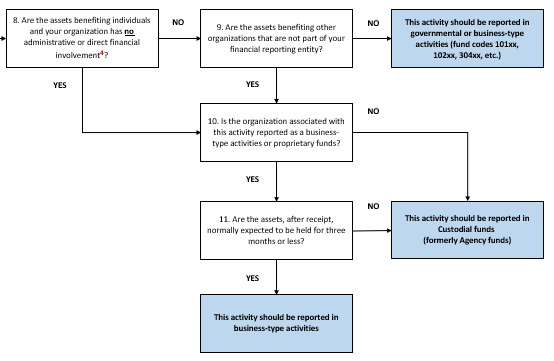 8. Are the assets benefiting individuals
and your organization has no
administrative or direct financial
involvement⁴?
NO
9. Are the assets benefiting other
organizations that are not part of your
financial reporting entity?
NO
This activity should be reported in
governmental or business-type
activities (fund codes 101xx,
102xx, 304xx, etc.)
YES
YES
10. Is the organization associated with
this activity reported as a business-
type activities or proprietary funds?
NO
YES
11. Are the assets, after receipt,
normally expected to be held for three
months or less?
NO
This activity should be reported in
Custodial funds
(formerly Agency funds)
YES
This activity should be reported in
business-type activities